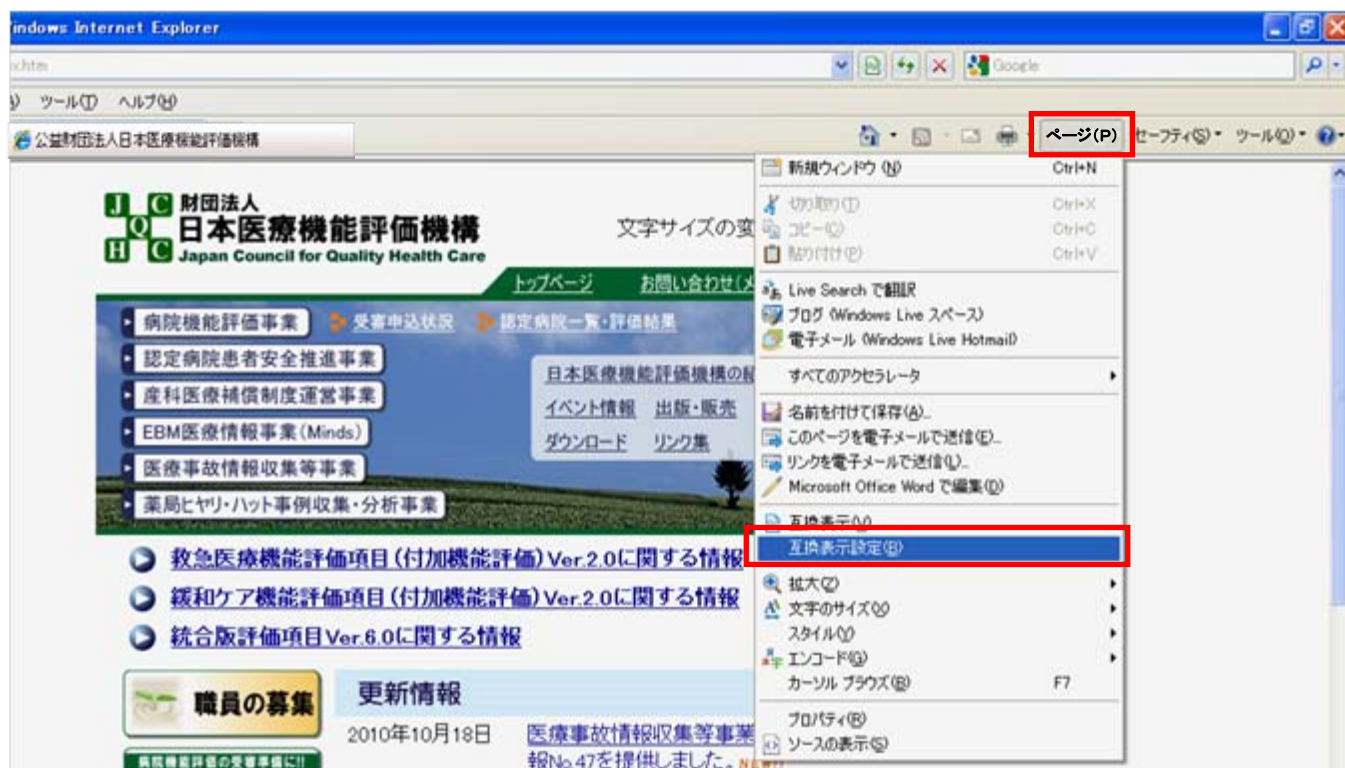 indows Internet Explorer
x.htm
Google
ツール(T) ヘルプ(H)
公益財団法人日本医療機能評価機構
ページ(P) セーフティ(S) ツール(O)
財団法人
日本医療機能評価機構
Japan Council for Quality Health Care
J C Q H C
文字サイズの変
トップページ お問い合わせ(メ
病院機能評価事業 受審申込状況 認定病院一覧・評価結果
認定病院患者安全推進事業
産科医療補償制度運営事業
EBM医療情報事業(Minds)
医療事故情報収集等事業
薬局ヒヤリ・ハット事例収集・分析事業
日本医療機能評価機構の
イベント情報 出版・販売
ダウンロード リンク集
救急医療機能評価項目(付加機能評価)Ver.2.0に関する情報
緩和ケア機能評価項目(付加機能評価)Ver.2.0に関する情報
統合版評価項目Ver.6.0に関する情報
職員の募集
病院機能評価の受審準備に!!
更新情報
2010年10月18日 医療事故情報収集等事業
報No.47を提供しました。NEW!!
新規ウィンドウ(N) Ctrl+N
切り取り(T) Ctrl+X
コピー(C) Ctrl+C
貼り付け(P) Ctrl+V
Live Search で翻訳
ブログ (Windows Live スペース)
電子メール (Windows Live Hotmail)
すべてのアクセラレータ
名前を付けて保存(A)...
このページを電子メールで送信(E)...
リンクを電子メールで送信(L)...
Microsoft Office Word で編集(D)
互換表示(V)
互換表示設定(B)
拡大(Z)
文字のサイズ(X)
スタイル(Y)
エンコード(G)
カーソル ブラウズ(B) F7
プロパティ(R)
ソースの表示(S)